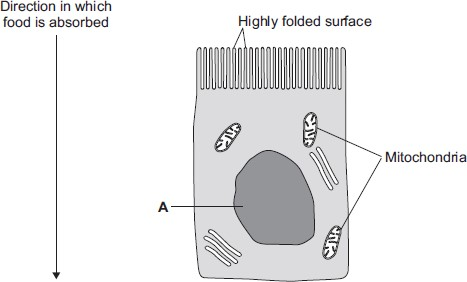 Direction in which
food is absorbed
Highly folded surface
Mitochondria
A